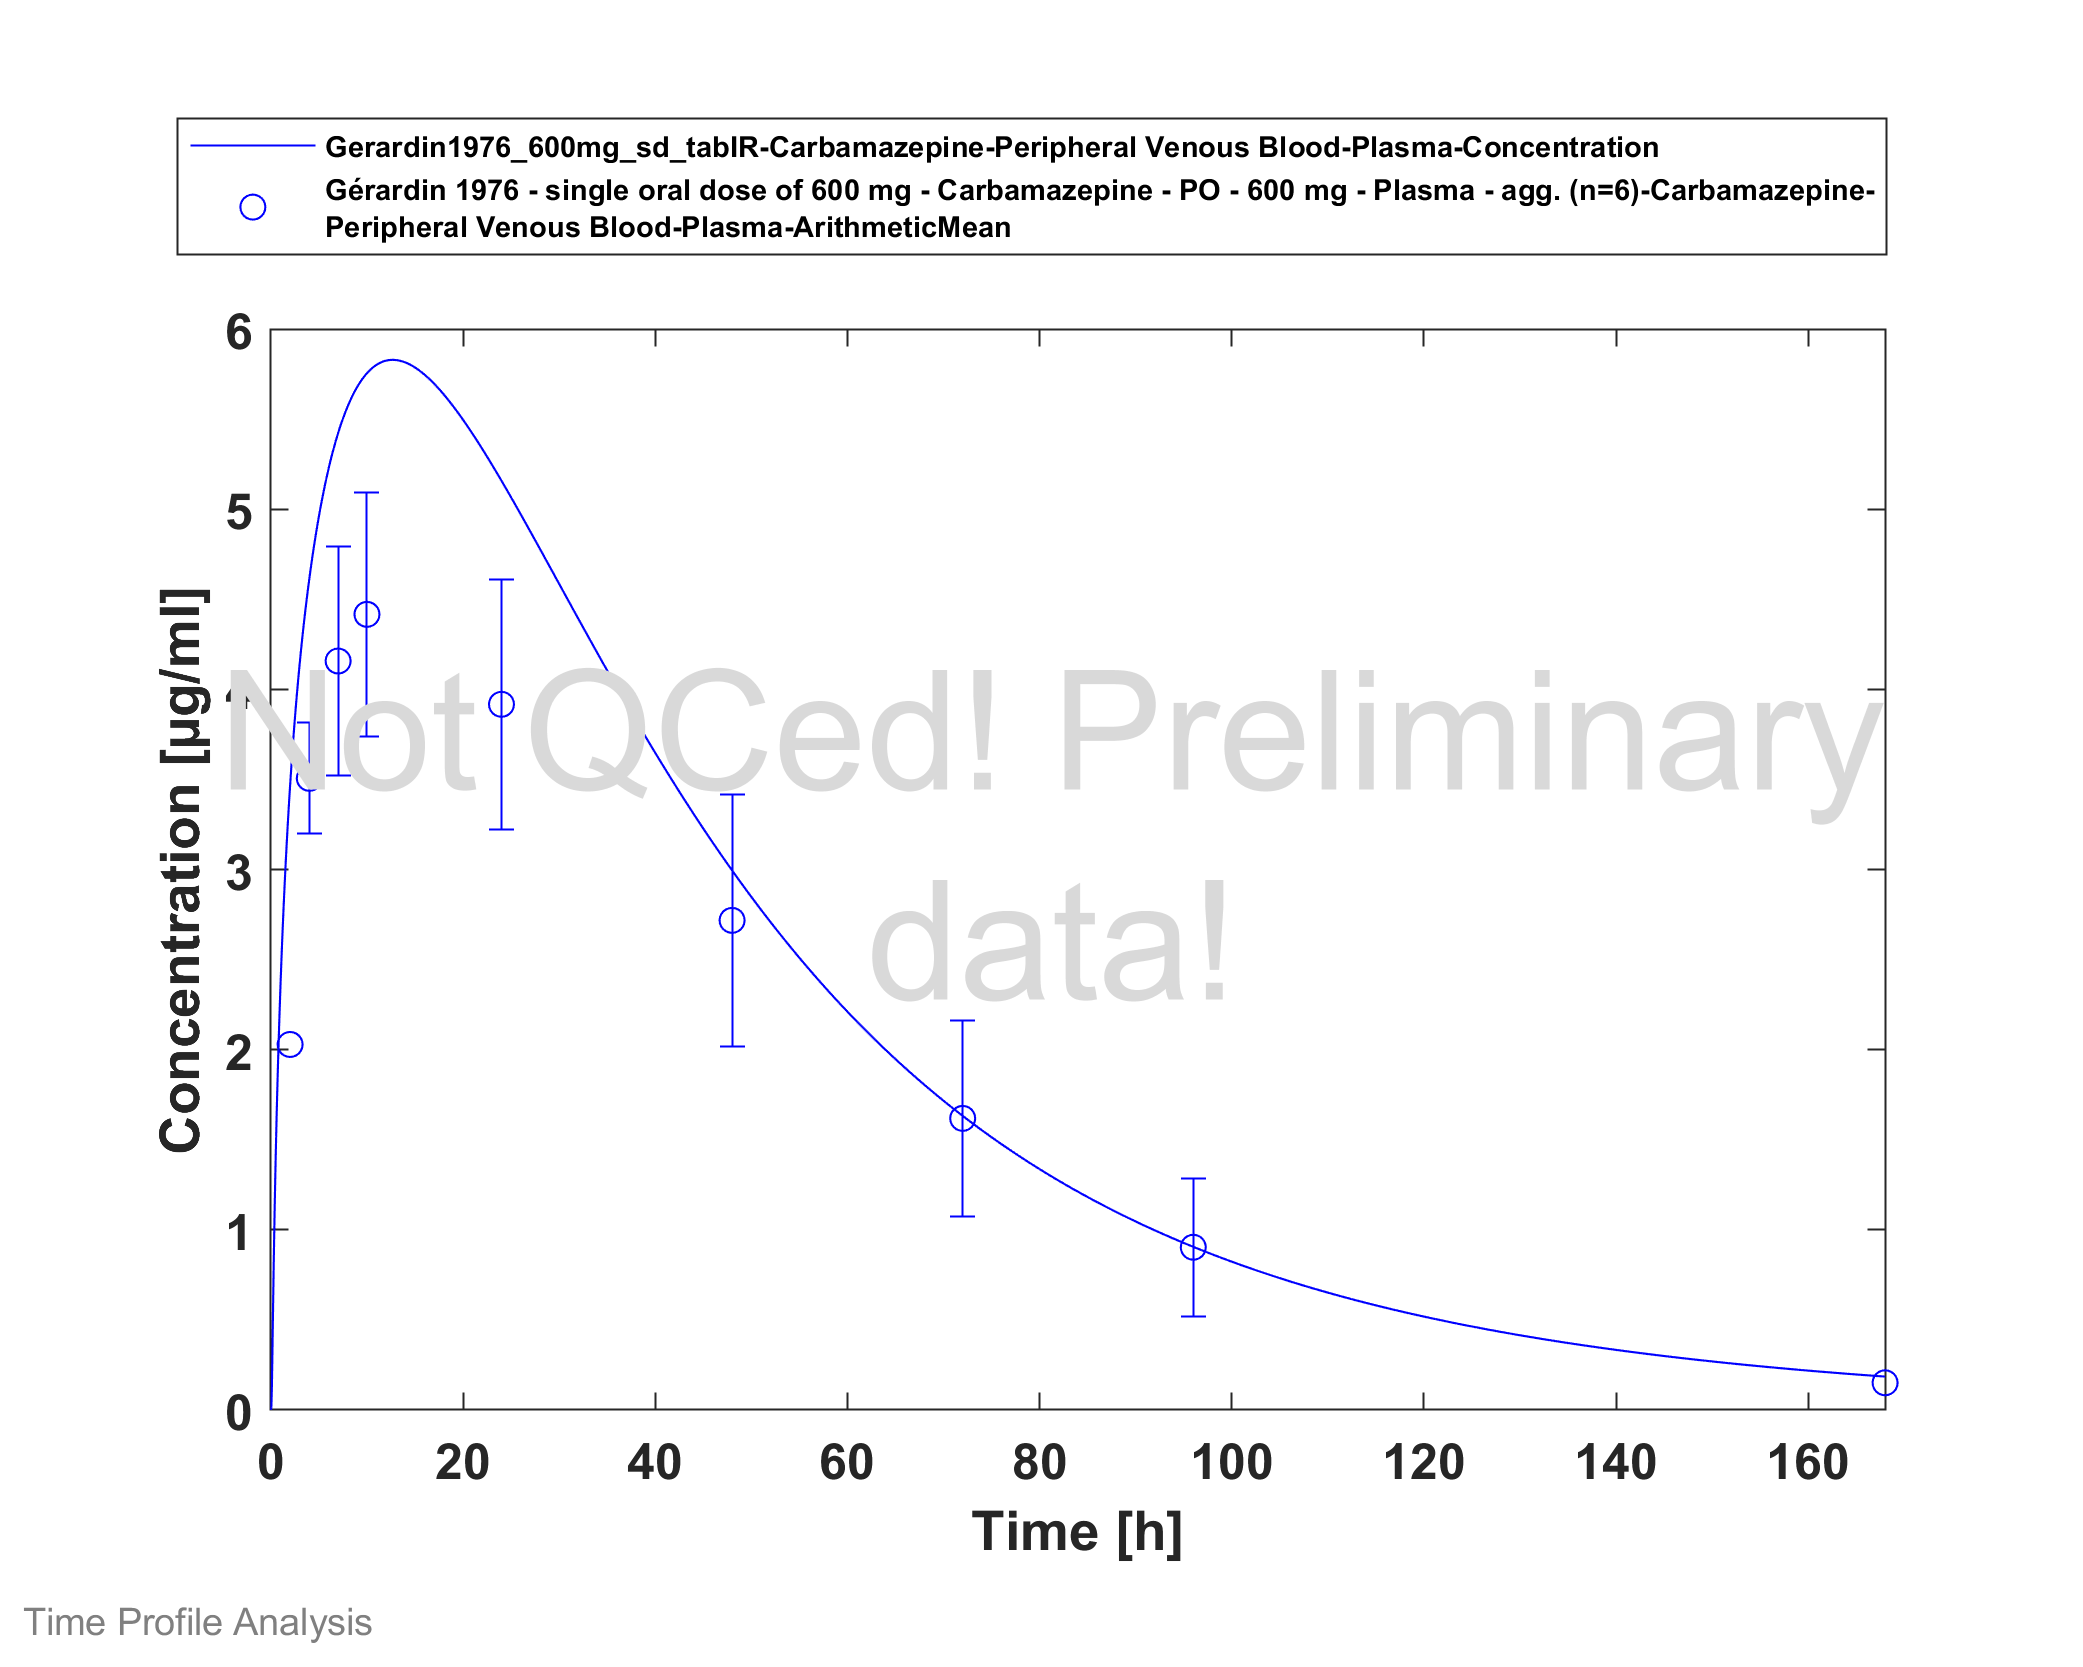 Gerardin1976_600mg_sd_tabIR-Carbamazepine-Peripheral Venous Blood-Plasma-Concentration
Gérardin 1976 - single oral dose of 600 mg - Carbamazepine - PO - 600 mg - Plasma - agg. (n=6)-Carbamazepine-
Peripheral Venous Blood-Plasma-ArithmeticMean
6
5
4
3
2
1
0
Concentration [µg/ml]
Not QCed! Preliminary
data!
0 20 40 60 80 100 120 140 160
Time [h]
Time Profile Analysis